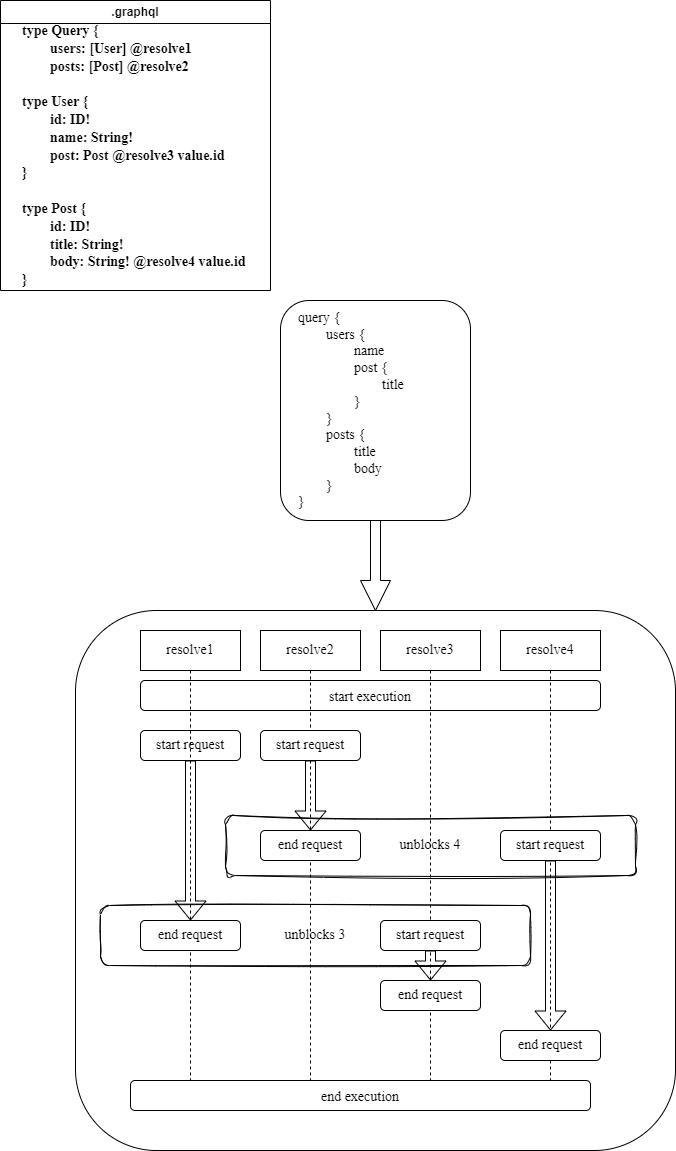 .graphql
type Query {
users: [User] @resolve1
posts: [Post] @resolve2
type User {
id: ID!
name: String!
post: Post @resolve3 value.id
}
type Post {
id: ID!
title: String!
body: String! @resolve4 value.id
}
query {
users {
name
post {
title
}
}
posts {
title
body
}
}
resolve1
resolve2
resolve3
resolve4
start execution
start request
start request
end request
unblocks 4
start request
end request
unblocks 3
start request
end request
end request
end execution